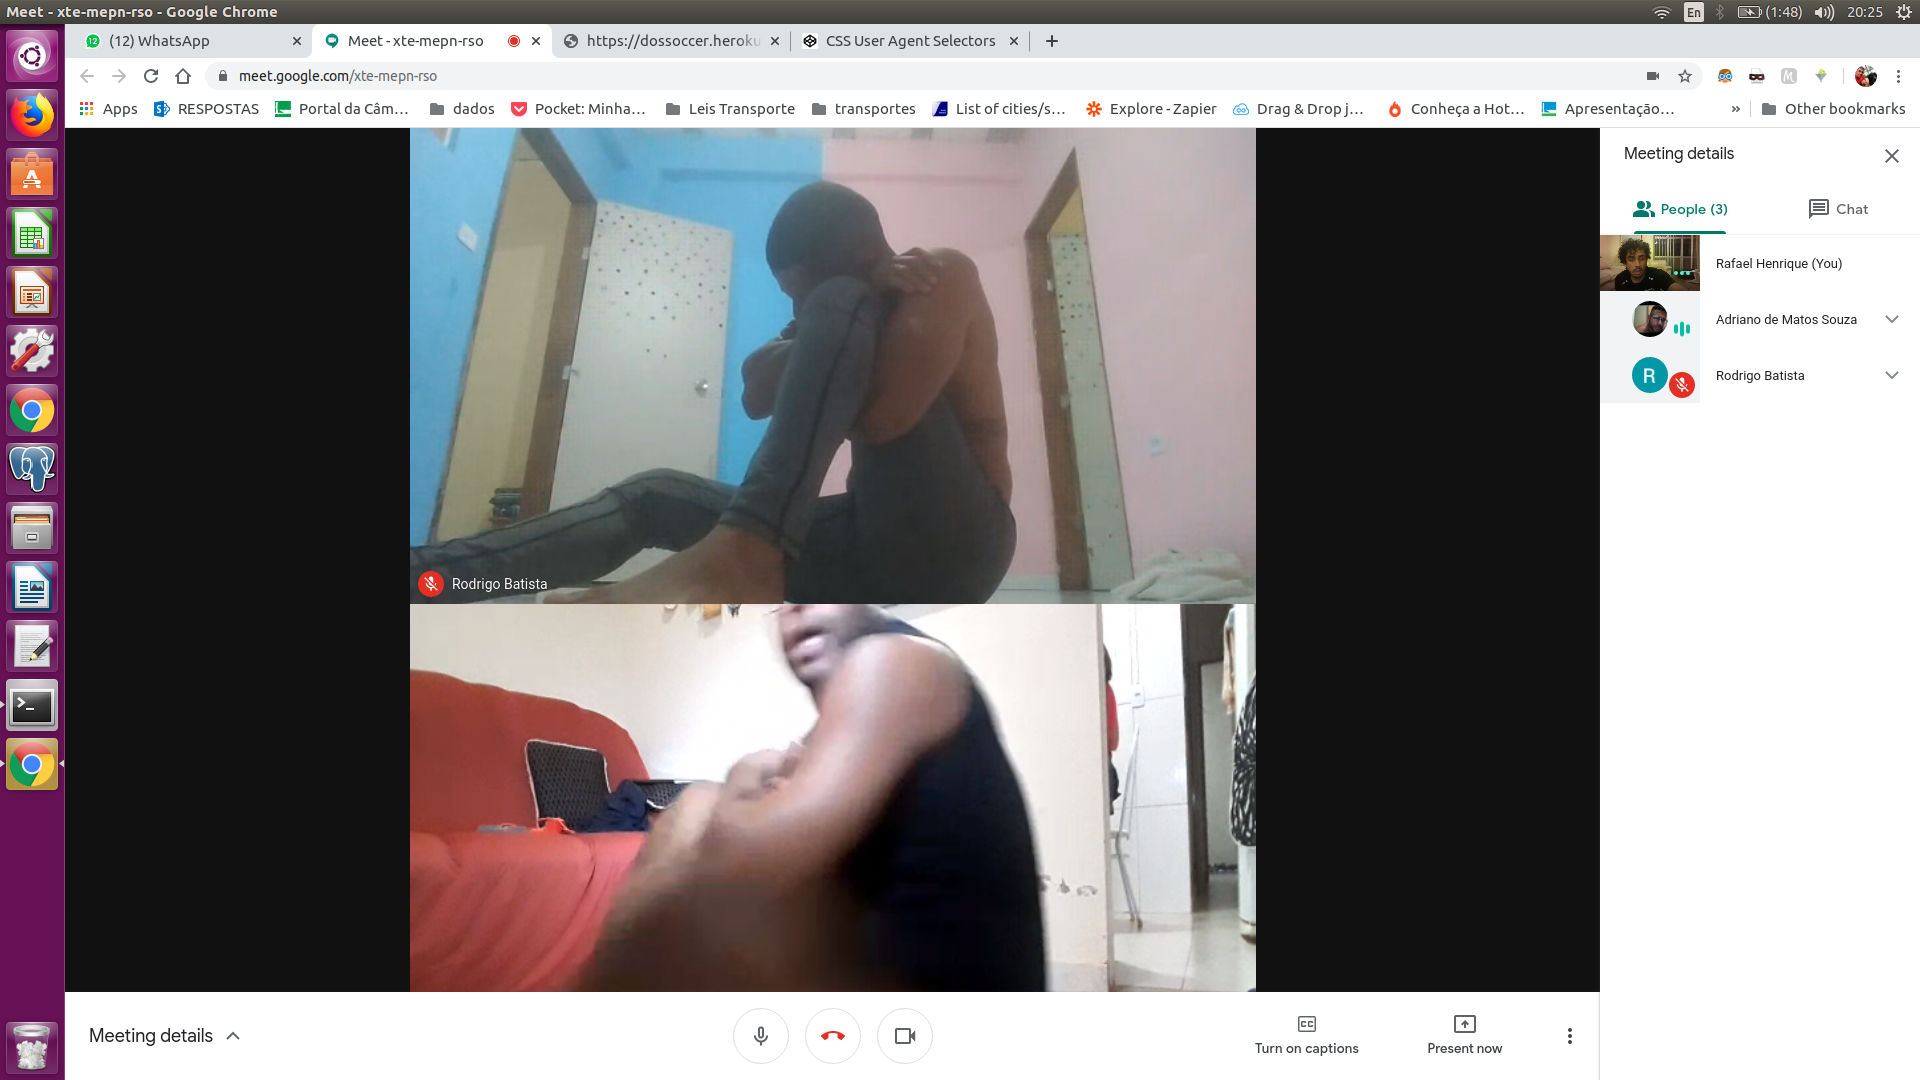 Meet - xte-mepn-rso - Google Chrome
En
(1:48)
20:25
(12) WhatsApp
Meet - xte-mepn-rso
https://dossoccer.heroku
CSS User Agent Selectors
meet.google.com/xte-mepn-rso
Apps
RESPOSTAS
Portal da Câm…
dados
Pocket: Minha…
Leis Transporte
transportes
List of cities/s…
Explore - Zapier
Drag & Drop j…
Conheça a Hot…
Apresentação…
»
Other bookmarks
Meeting details
People (3)
Chat
Rafael Henrique (You)
Adriano de Matos Souza
R
Rodrigo Batista
Rodrigo Batista
Meeting details
CC
Turn on captions
Present now